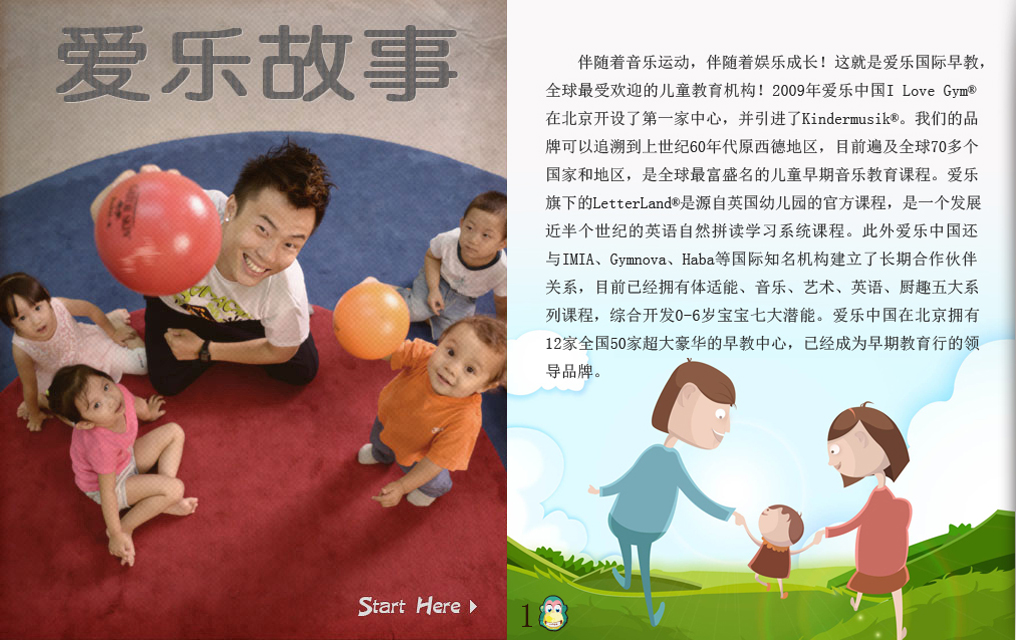 爱乐故事
Start Here
伴随着音乐运动，伴随着娱乐成长！这就是爱乐国际早教，
全球最受欢迎的儿童教育机构！2009年爱乐中国I Love Gym®
在北京开设了第一家中心，并引进了Kindermusik®。我们的品
牌可以追溯到上世纪60年代原西德地区，目前遍及全球70多个
国家和地区，是全球最富盛名的儿童早期音乐教育课程。爱乐
旗下的LetterLand®是源自英国幼儿园的官方课程，是一个发展
近半个世纪的英语自然拼读学习系统课程。此外爱乐中国还
与IMIA、Gymnova、Haba等国际知名机构建立了长期合作伙伴
关系，目前已经拥有体适能、音乐、艺术、英语、厨趣五大系
列课程，综合开发0-6岁宝宝七大潜能。爱乐中国在北京拥有
12家全国50家超大豪华的早教中心，已经成为早期教育行的领
导品牌。
1